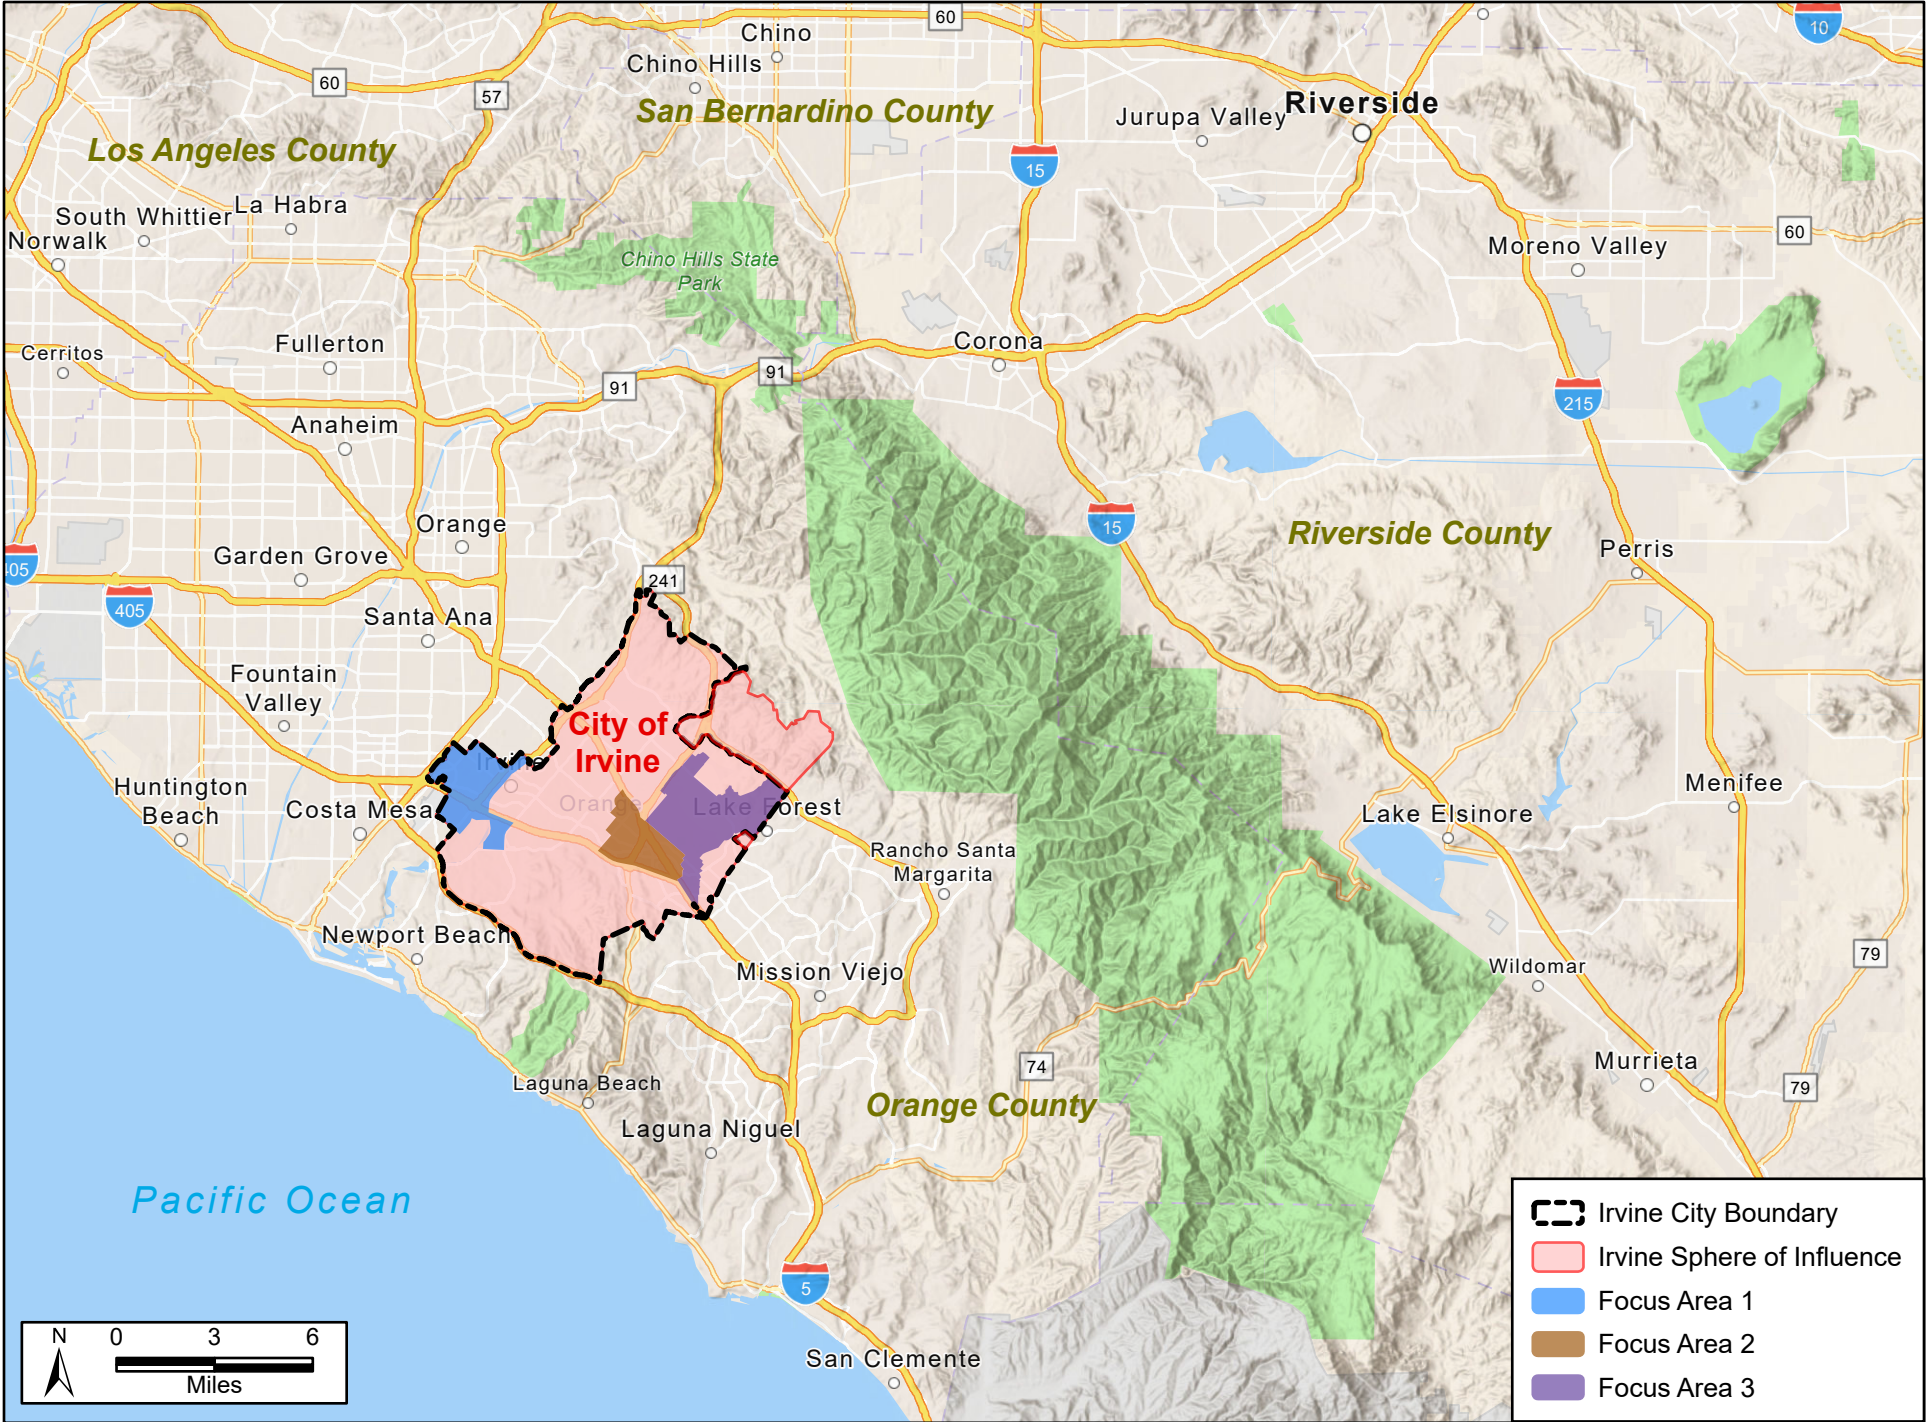 60
Chino
10
Chino Hills
60
57
San Bernardino County
Riverside
Jurupa Valley
Los Angeles County
15
La Habra
South Whittier
Norwalk
60
Moreno Valley
Chino Hills State
Park
Fullerton
Corona
Cerritos
91
91
215
Anaheim
Orange
15
Riverside County
Garden Grove
Perris
405
241
405
Santa Ana
Fountain
Valley
City of
Irvine
Irvine
Huntington
Beach
Costa Mesa
Orange
Lake Forest
Menifee
Lake Elsinore
Rancho Santa
Margarita
Newport Beach
Mission Viejo
Wildomar
79
74
Murrieta
Laguna Beach
79
Orange County
Laguna Niguel
Pacific Ocean
5
San Clemente
Irvine City Boundary
Irvine Sphere of Influence
Focus Area 1
Focus Area 2
Focus Area 3
N
0 3 6
Miles